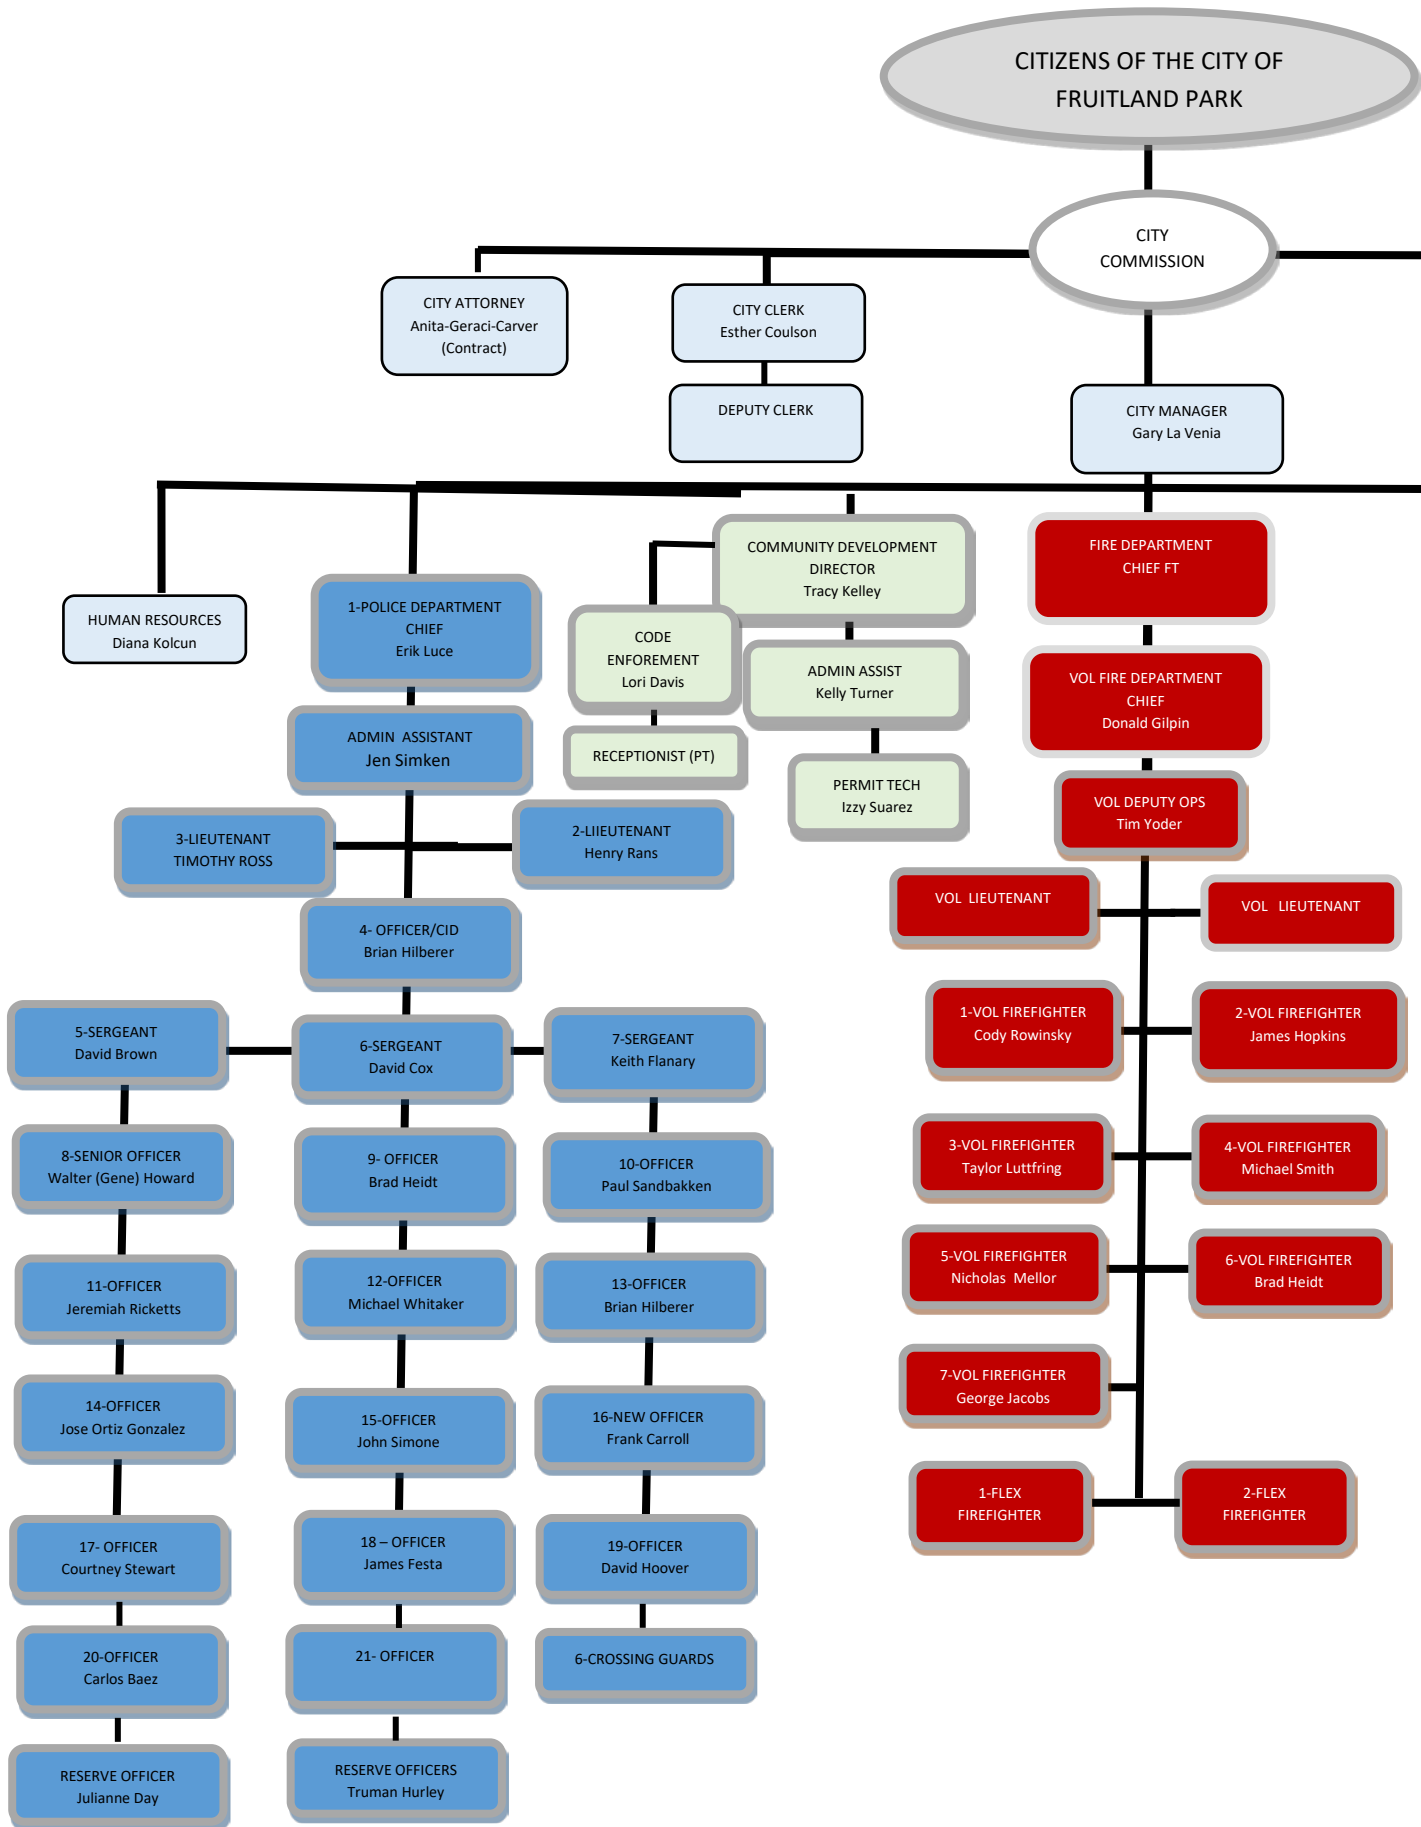 CITIZENS OF THE CITY OF
FRUITLAND PARK
CITY
COMMISSION
CITY ATTORNEY
Anita-Geraci-Carver
(Contract)
CITY CLERK
Esther Coulson
DEPUTY CLERK
CITY MANAGER
Gary La Venia
HUMAN RESOURCES
Diana Kolcun
1-POLICE DEPARTMENT
CHIEF
Erik Luce
ADMIN  ASSISTANT
Jen Simken
3-LIEUTENANT
TIMOTHY ROSS
2-LIIEUTENANT
Henry Rans
4- OFFICER/CID
Brian Hilberer
5-SERGEANT
David Brown
6-SERGEANT
David Cox
7-SERGEANT
Keith Flanary
8-SENIOR OFFICER
Walter (Gene) Howard
9- OFFICER
Brad Heidt
10-OFFICER
Paul Sandbakken
11-OFFICER
Jeremiah Ricketts
12-OFFICER
Michael Whitaker
13-OFFICER
Brian Hilberer
14-OFFICER
Jose Ortiz Gonzalez
15-OFFICER
John Simone
16-NEW OFFICER
Frank Carroll
17- OFFICER
Courtney Stewart
18 – OFFICER
James Festa
19-OFFICER
David Hoover
20-OFFICER
Carlos Baez
21- OFFICER
6-CROSSING GUARDS
RESERVE OFFICER
Julianne Day
RESERVE OFFICERS
Truman Hurley
COMMUNITY DEVELOPMENT
DIRECTOR
Tracy Kelley
CODE
ENFOREMENT
Lori Davis
RECEPTIONIST (PT)
ADMIN ASSIST
Kelly Turner
PERMIT TECH
Izzy Suarez
FIRE DEPARTMENT
CHIEF FT
VOL FIRE DEPARTMENT
CHIEF
Donald Gilpin
VOL DEPUTY OPS
Tim Yoder
VOL  LIEUTENANT
VOL   LIEUTENANT
1-VOL FIREFIGHTER
Cody Rowinsky
2-VOL FIREFIGHTER
James Hopkins
3-VOL FIREFIGHTER
Taylor Luttfring
4-VOL FIREFIGHTER
Michael Smith
5-VOL FIREFIGHTER
Nicholas  Mellor
6-VOL FIREFIGHTER
Brad Heidt
7-VOL FIREFIGHTER
George Jacobs
1-FLEX
FIREFIGHTER
2-FLEX
FIREFIGHTER